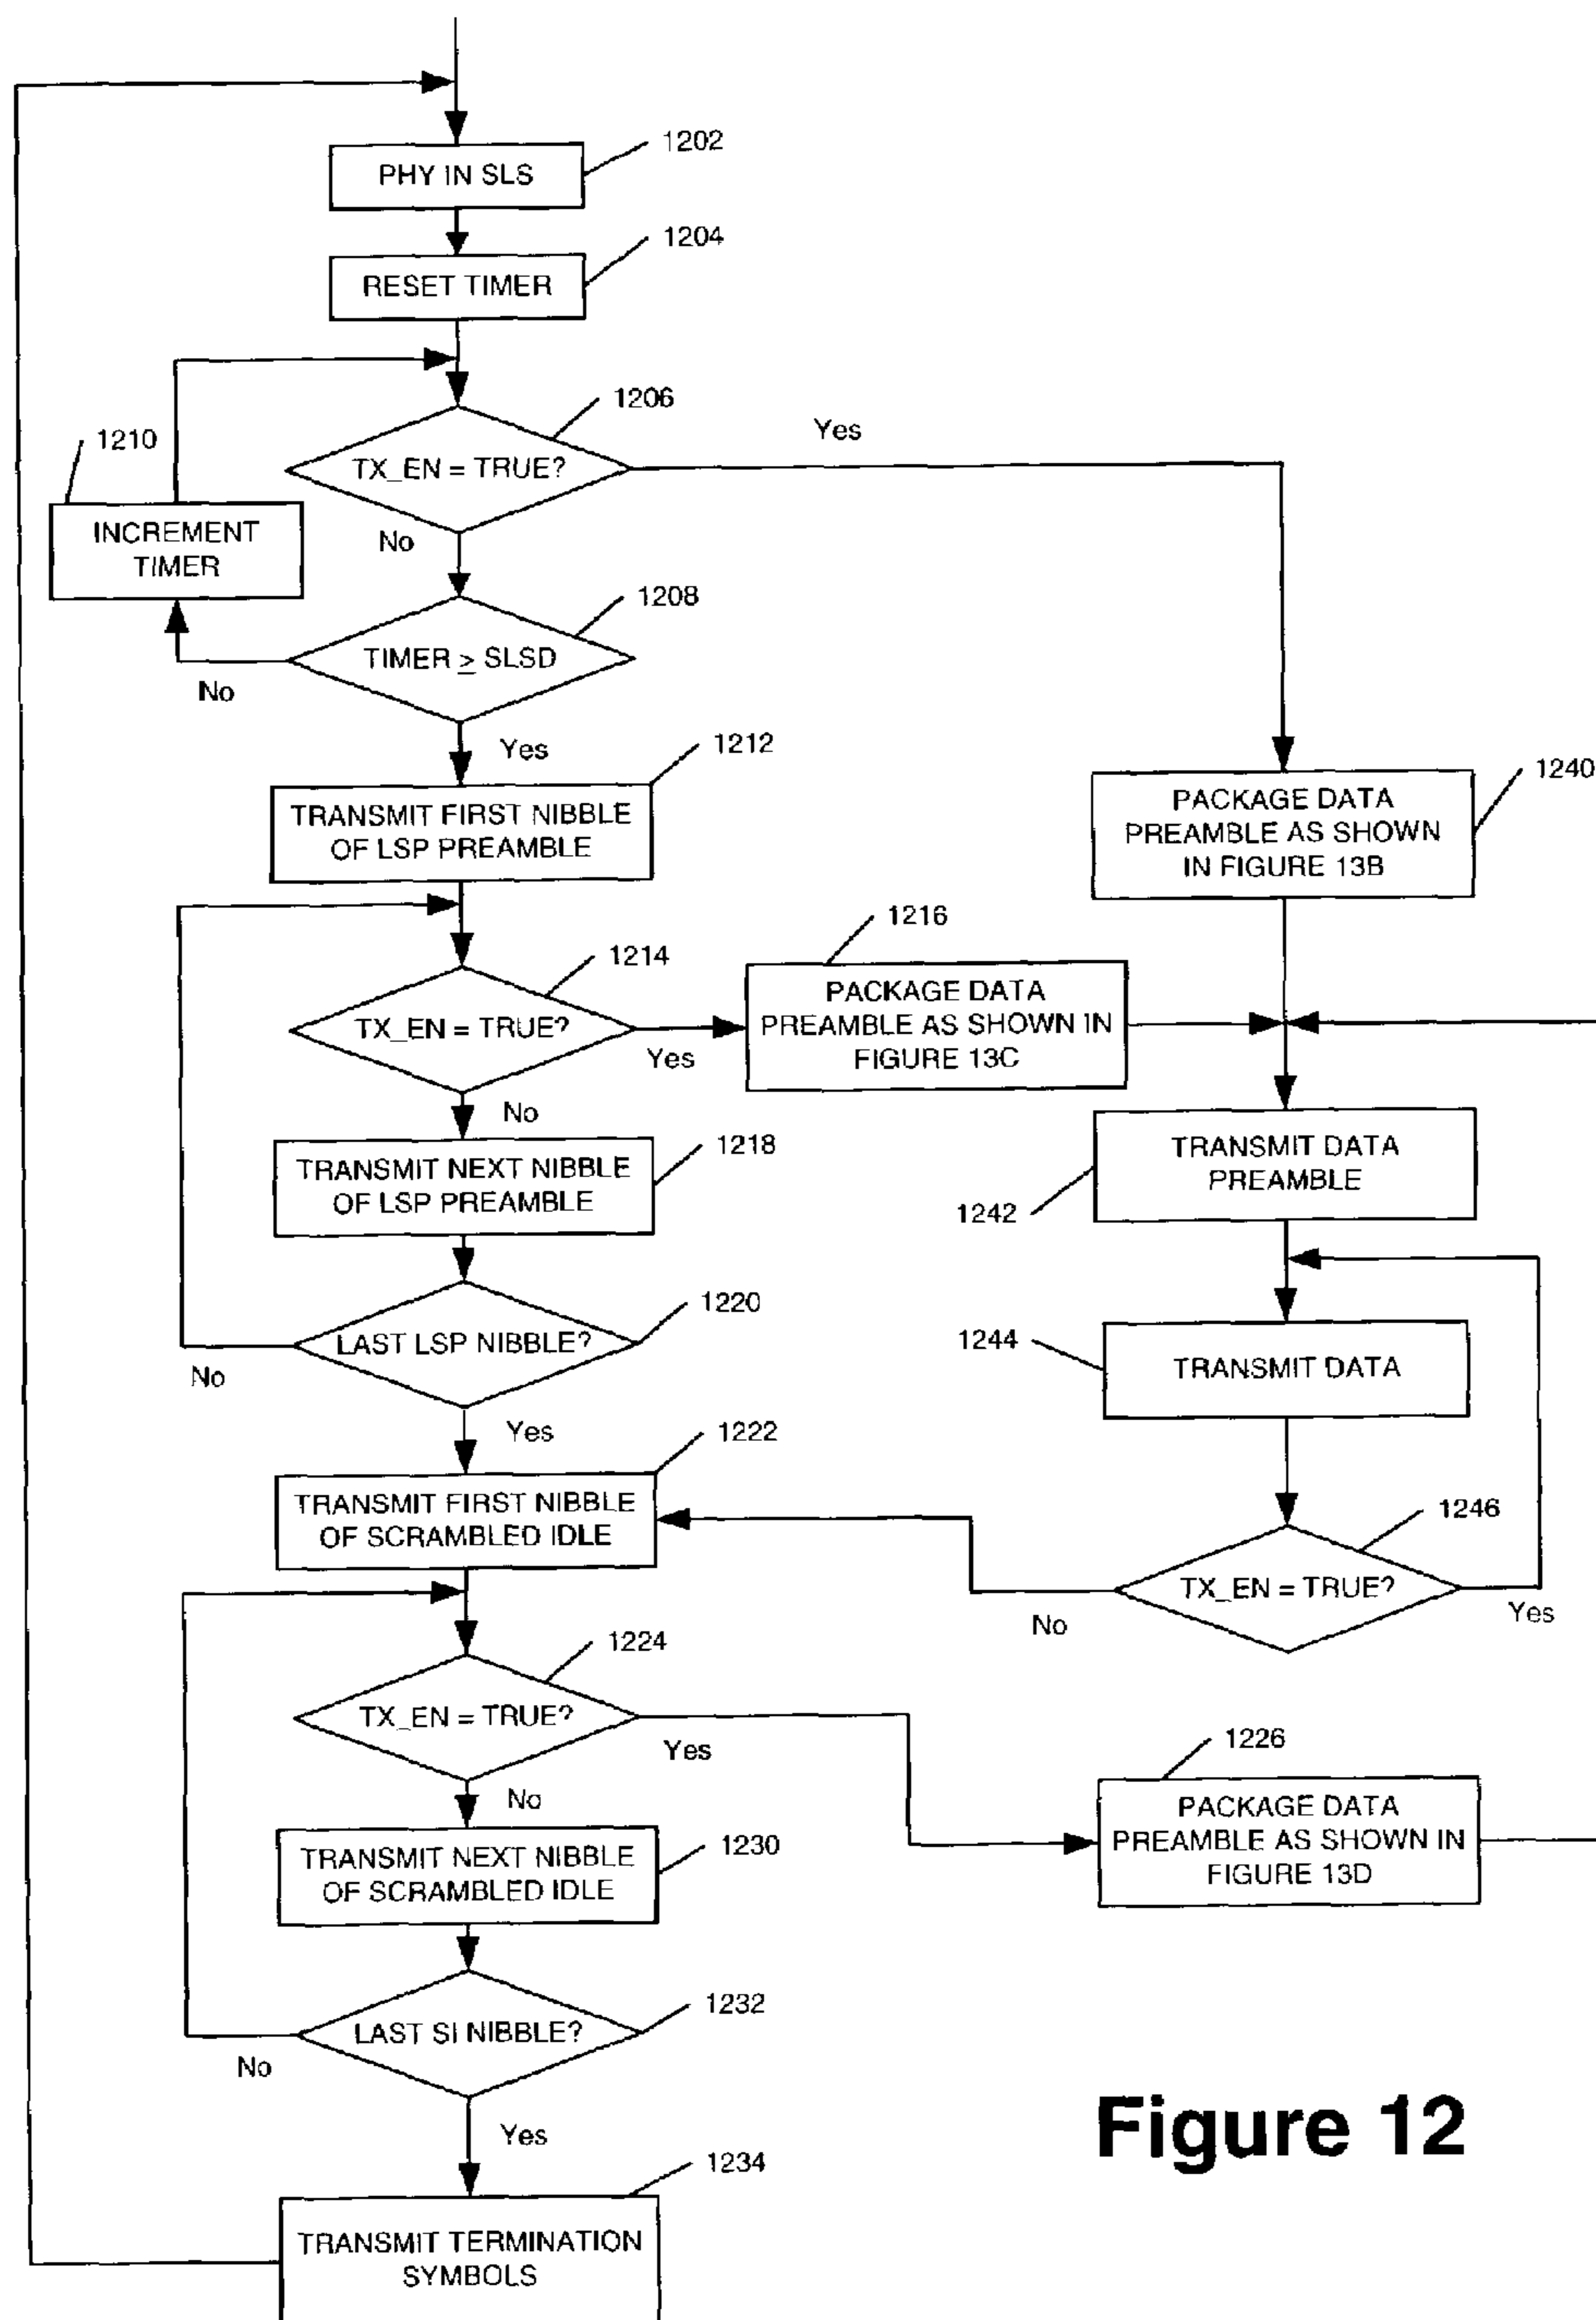 1202
PHY IN SLS
1204
RESET TIMER
1206
Yes
1210
TX_EN = TRUE?
INCREMENT
TIMER
No
1208
TIMER ≥ SLSD
No
Yes
1212
1240
TRANSMIT FIRST NIBBLE
OF LSP PREAMBLE
PACKAGE DATA
PREAMBLE AS SHOWN
IN FIGURE 13B
1216
1214
PACKAGE DATA
PREAMBLE AS SHOWN IN
FIGURE 13C
TX_EN = TRUE?
Yes
No
1218
TRANSMIT NEXT NIBBLE
OF LSP PREAMBLE
TRANSMIT DATA
PREAMBLE
1242
1220
LAST LSP NIBBLE?
No
1244
TRANSMIT DATA
Yes
1222
TRANSMIT FIRST NIBBLE
OF SCRAMBLED IDLE
1246
TX_EN = TRUE?
No
Yes
1224
TX_EN = TRUE?
Yes
1226
No
PACKAGE DATA
PREAMBLE AS SHOWN IN
FIGURE 13D
1230
TRANSMIT NEXT NIBBLE
OF SCRAMBLED IDLE
1232
LAST SI NIBBLE?
No
Yes
Figure 12
1234
TRANSMIT TERMINATION
SYMBOLS